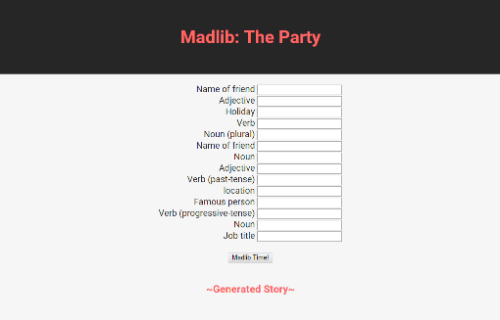 Madlib: The Party
Name of friend
Adjective
Holiday
Verb
Noun (plural)
Name of friend
Noun
Adjective
Verb (past-tense)
location
Famous person
Verb (progressive-tense)
Noun
Job title
Madlib Time!
~Generated Story~